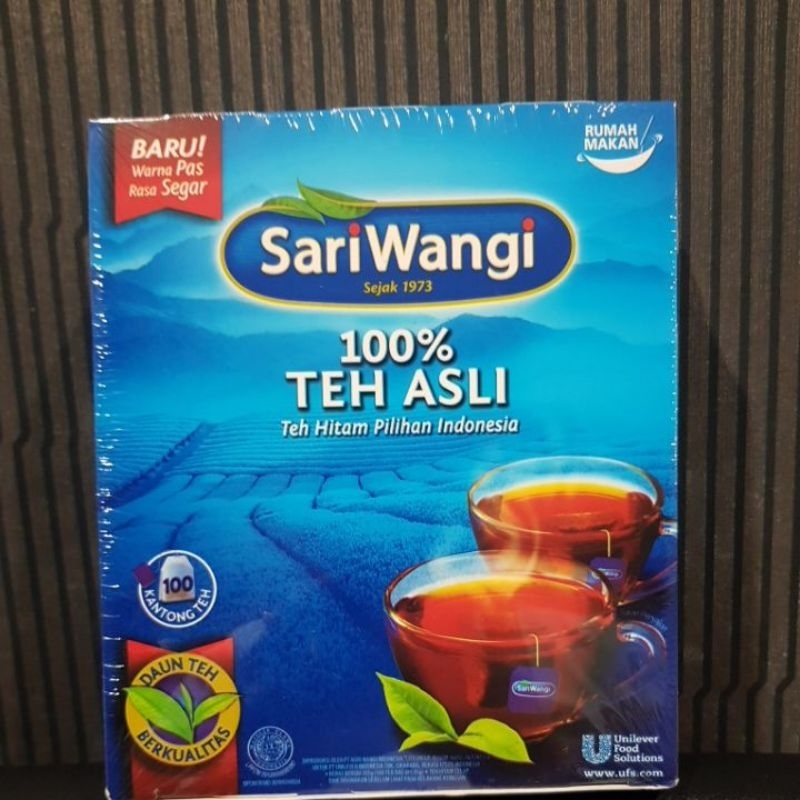 BARU!
Warna Pas
Rasa Segar
RUMAH
MAKAN
SariWangi
Sejak 1973
100%
TEH ASLI
Teh Hitam Pilihan Indonesia
100
KANTONG TEH
DAUN TEH
BERKUALITAS
SariWangi
Unilever
Food
Solutions
www.ufs.com